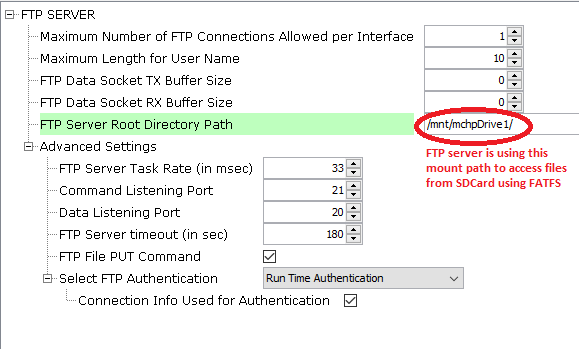 FTP SERVER
Maximum Number of FTP Connections Allowed per Interface 1
Maximum Length for User Name 10
FTP Data Socket TX Buffer Size 0
FTP Data Socket RX Buffer Size 0
FTP Server Root Directory Path /mnt/mchpDrive1/
Advanced Settings
FTP server is using this
mount path to access files
from SDCard using FATFS
FTP Server Task Rate (in msec) 33
Command Listening Port 21
Data Listening Port 20
FTP Server timeout (in sec) 180
FTP File PUT Command
Select FTP Authentication Run Time Authentication
Connection Info Used for Authentication